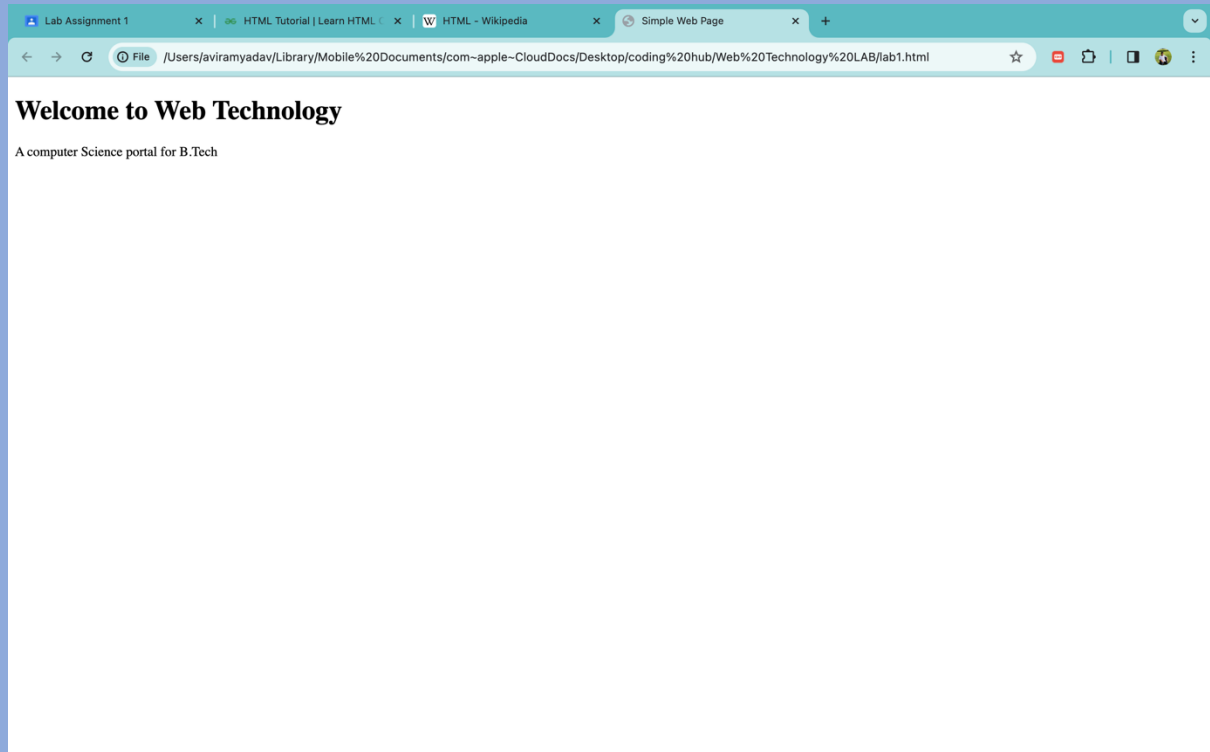 Lab Assignment 1
HTML Tutorial | Learn HTML
W HTML - Wikipedia
Simple Web Page
File /Users/aviramyadav/Library/Mobile%20Documents/com~apple~CloudDocs/Desktop/coding%20hub/Web%20Technology%20LAB/lab1.html
Welcome to Web Technology
A computer Science portal for B.Tech